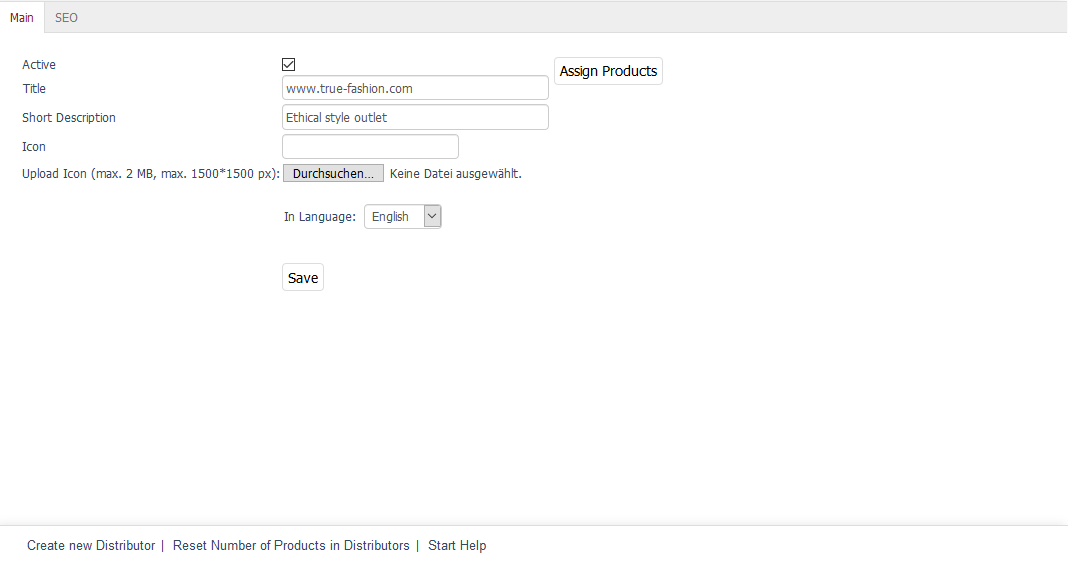 Main SEO
Active Assign Products
Title www.true-fashion.com
Short Description Ethical style outlet
Icon
Upload Icon (max. 2 MB, max. 1500*1500 px): Durchsuchen... Keine Datei ausgewählt.
In Language: English
Save
Create new Distributor | Reset Number of Products in Distributors | Start Help